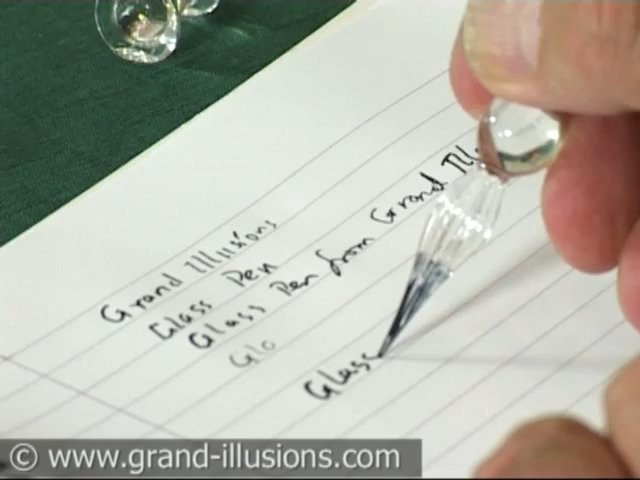 Grand Illusions
Glass Pen
Glass Pen from Grand Ill
Glo
Glass
© www.grand-illusions.com